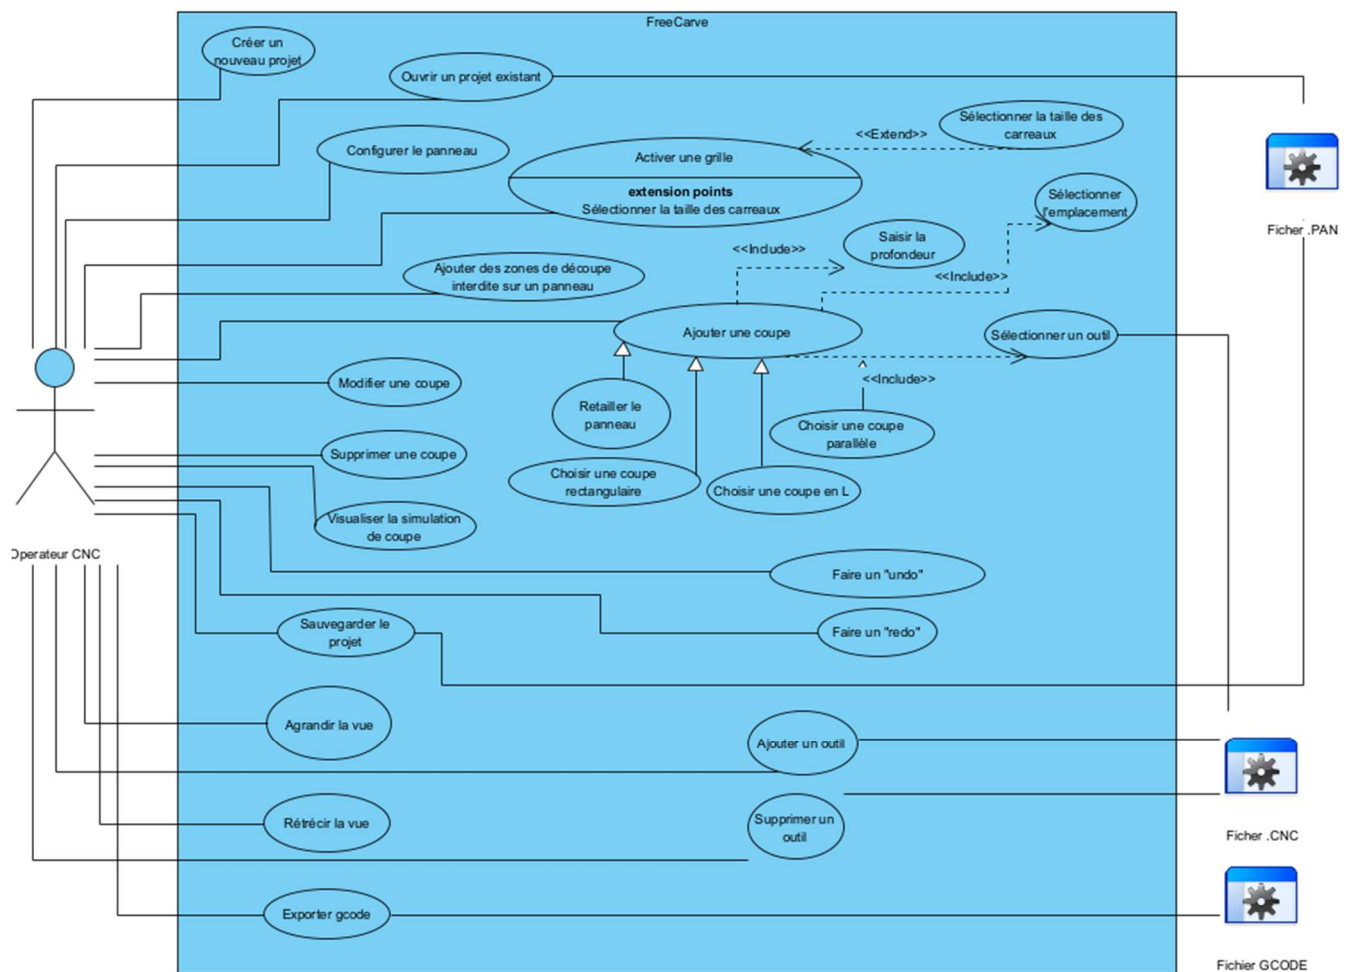 FreeCarve
Créer un
nouveau projet
Ouvrir un projet existant
Sélectionner la taille des
carreaux
<<Extend>>
Configurer le panneau
Activer une grille
extension points
Sélectionner la taille des carreaux
Sélectionner
l'emplacement
Ficher .PAN
Saisir la
profondeur
<<Include>>
Ajouter des zones de découpe
interdite sur un panneau
<<Include>>
Ajouter une coupe
Sélectionner un outil
<<Include>>
Modifier une coupe
Retailler le
panneau
Choisir une coupe
parallèle
Supprimer une coupe
Choisir une coupe
rectangulaire
Choisir une coupe en L
Visualiser la simulation
de coupe
Operateur CNC
Faire un "undo"
Sauvegarder le
projet
Faire un "redo"
Agrandir la vue
Ajouter un outil
Rétrécir la vue
Supprimer un
outil
Ficher .CNC
Exporter gcode
Fichier GCODE